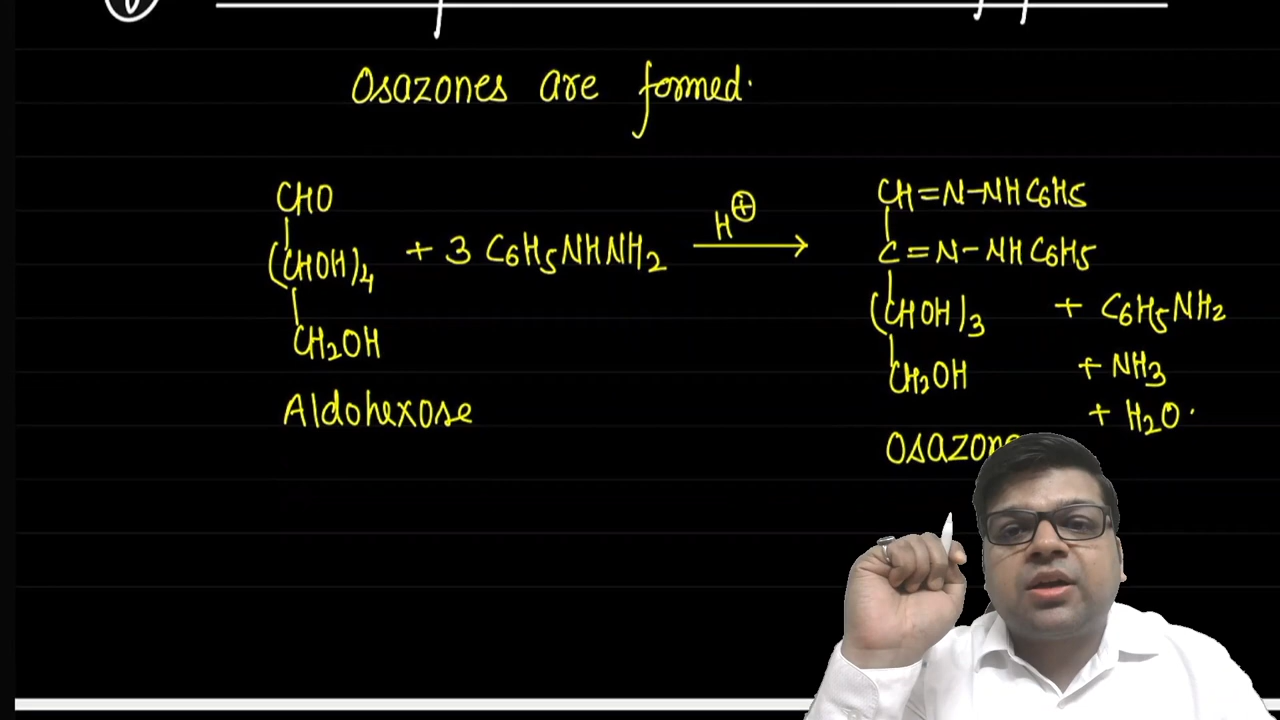 Osazones are formed.
CHO
(CHOH)4 + 3 C6H5NHNH2
CH2OH
Aldohexose
H⊕
CH=N-NHC6H5
C=N-NHC6H5
(CHOH)3 + C6H5NH2
CH2OH + NH3
+ H2O.